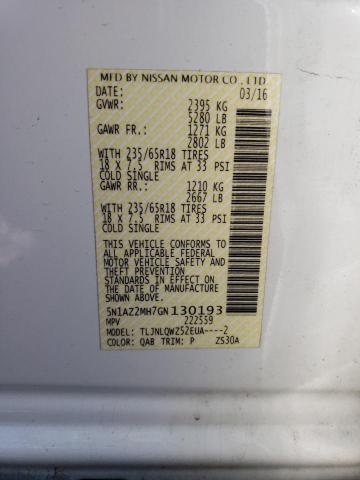 MFD BY NISSAN MOTOR CO., LTD.
DATE: 03/16
GVWR: 2395 KG
5280 LB
GAWR FR.: 1271 KG
2802 LB
WITH 235/65R18 TIRES
18 X 7.5 RIMS AT 33 PSI
COLD SINGLE
GAWR RR.: 1210 KG
2667 LB
WITH 235/65R18 TIRES
18 X 7.5 RIMS AT 33 PSI
COLD SINGLE
THIS VEHICLE CONFORMS TO
ALL APPLICABLE FEDERAL
MOTOR VEHICLE SAFETY AND
THEFT PREVENTION
STANDARDS IN EFFECT ON
THE DATE OF MANUFACTURE
SHOWN ABOVE.
5N1AZ2MH7GN130193
MPV 222559
MODEL: TLJNLQWZ52EUA----2
COLOR: QAB TRIM: P ZS30A